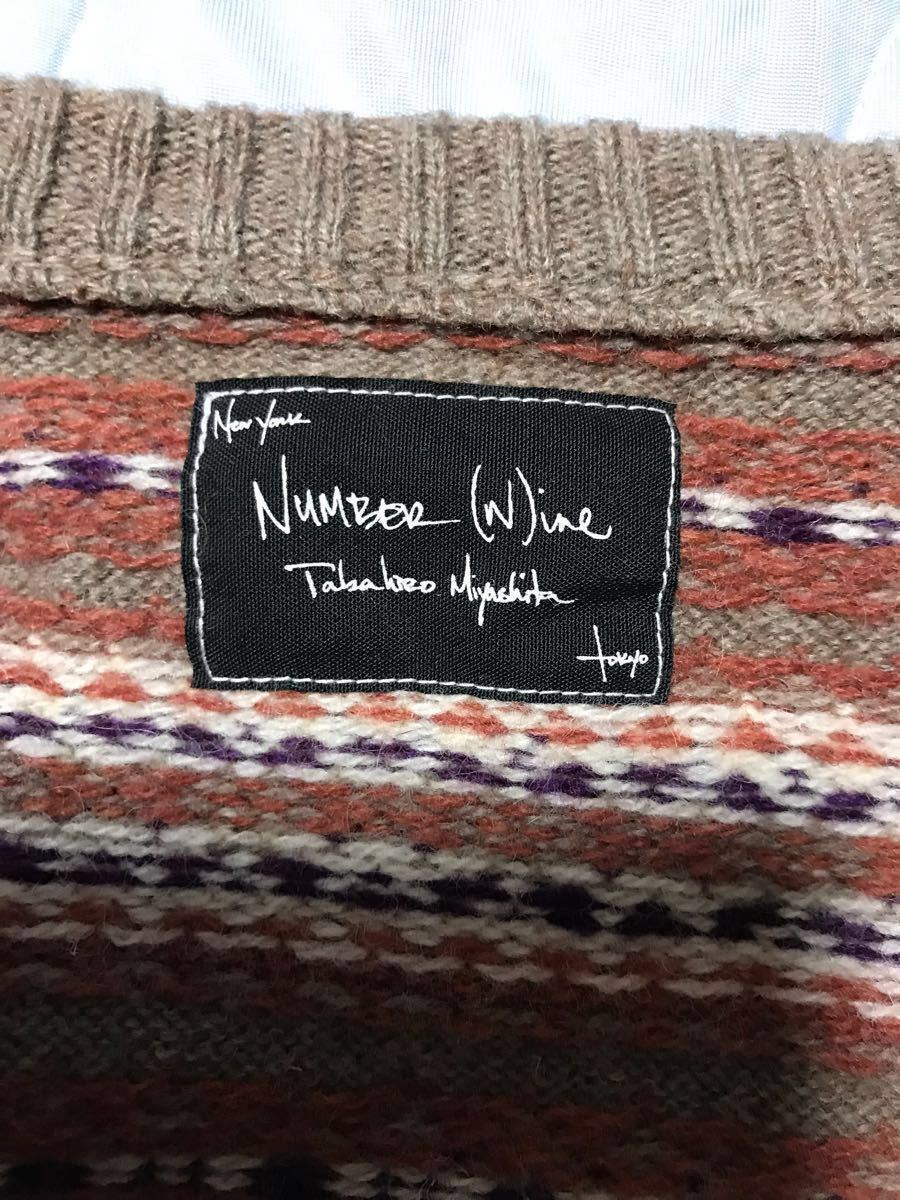 New York
NUMBER (N)ine
Takahiro Miyashita
tokyo